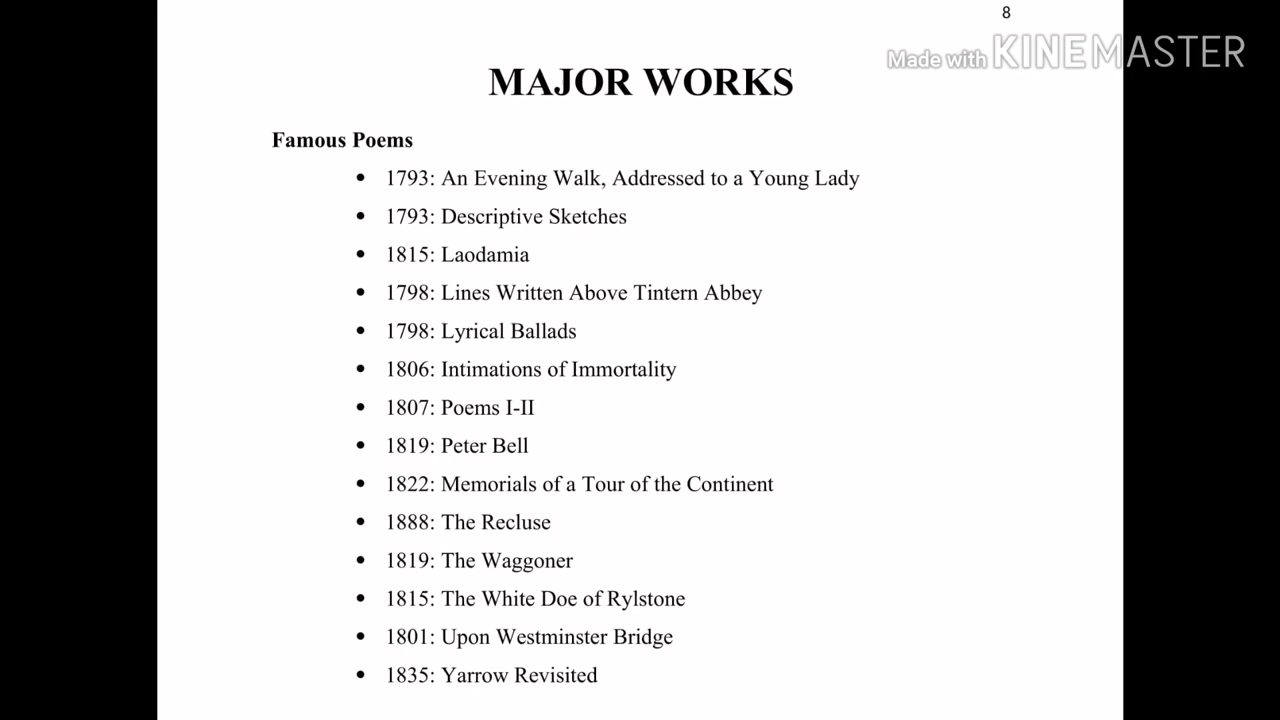 8
Made with KINEMASTER
MAJOR WORKS
Famous Poems
• 1793: An Evening Walk, Addressed to a Young Lady
• 1793: Descriptive Sketches
• 1815: Laodamia
• 1798: Lines Written Above Tintern Abbey
• 1798: Lyrical Ballads
• 1806: Intimations of Immortality
• 1807: Poems I-II
• 1819: Peter Bell
• 1822: Memorials of a Tour of the Continent
• 1888: The Recluse
• 1819: The Waggoner
• 1815: The White Doe of Rylstone
• 1801: Upon Westminster Bridge
• 1835: Yarrow Revisited